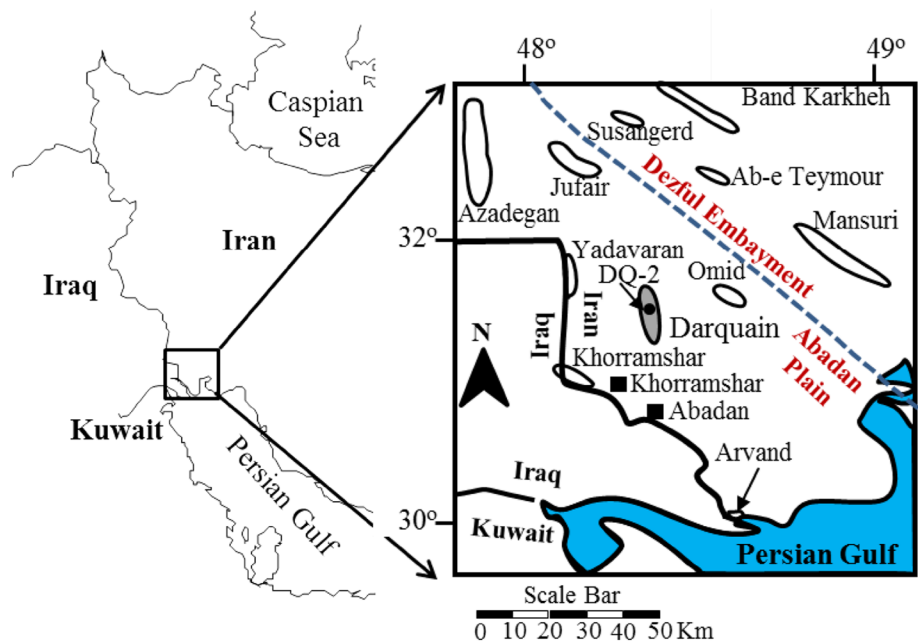 Caspian
Sea
Iran
Iraq
Kuwait
Persian Gulf
48º
49º
32º
30º
Band Karkheh
Susangerd
Jufair
Ab-e Teymour
Azadegan
Dezful Embayment
Mansuri
Yadavaran
DQ-2
Omid
Iraq
Iran
Darquain
Abadan
Plain
N
Khorramshar
Khorramshar
Abadan
Arvand
Iraq
Kuwait
Persian Gulf
Scale Bar
0 10 20 30 40 50 Km